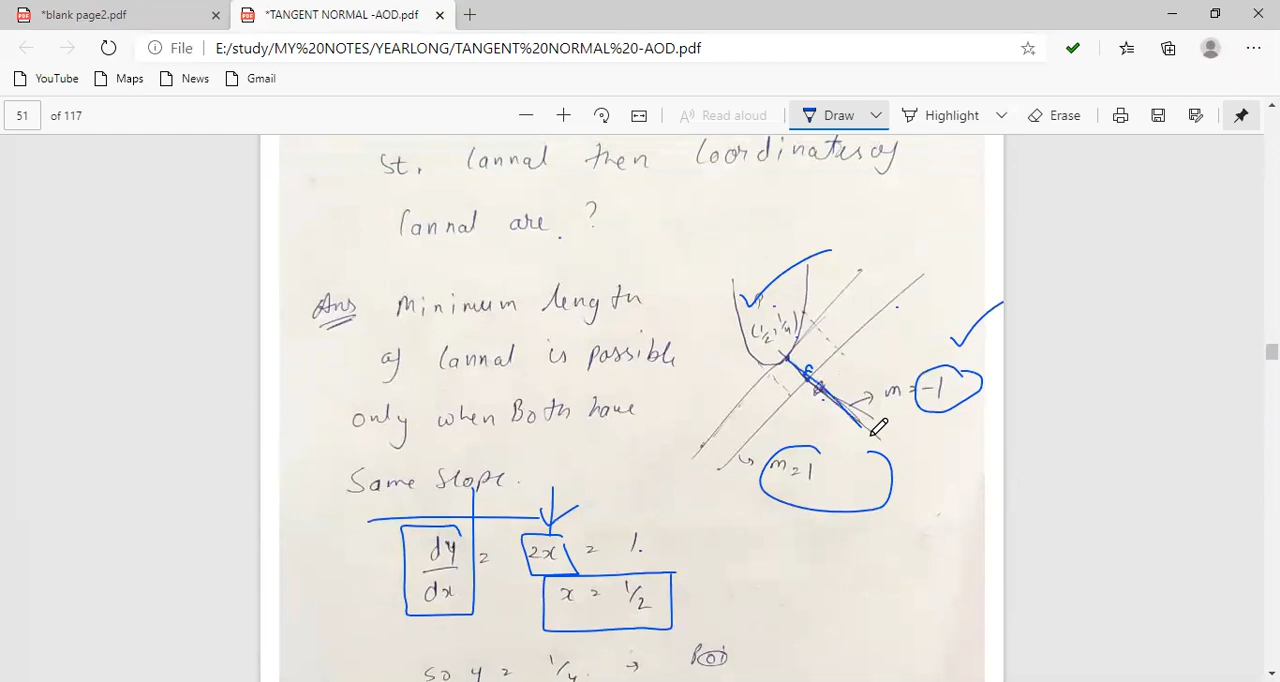 *blank page2.pdf
*TANGENT NORMAL -AOD.pdf
File
E:/study/MY%20NOTES/YEARLONG/TANGENT%20NORMAL%20-AOD.pdf
YouTube Maps News Gmail
51 of 117
Read aloud Draw Highlight Erase
St. Cannal then Coordinates of
Cannal are ?
Ans Minimum length
of Cannal is possible
only when Both have
Same Slope.
(1/2, 1/4)
m = -1
m = 1
dy/dx = 2x = 1.
x = 1/2
so y = 1/4 →